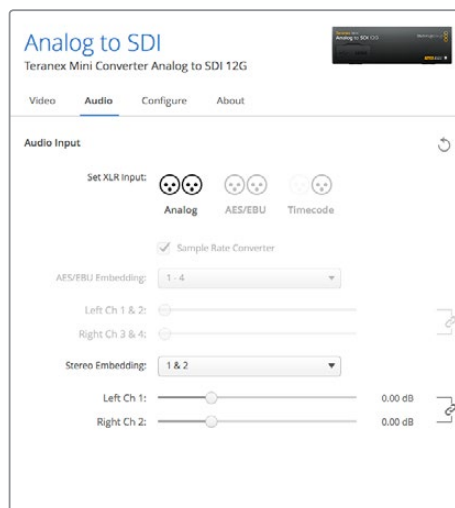 Analog to SDI
Teranex Mini Converter Analog to SDI 12G
Video Audio Configure About
Audio Input
Set XLR Input:
Analog AES/EBU Timecode
Sample Rate Converter
AES/EBU Embedding: 1 - 4
Left Ch 1 & 2:
Right Ch 3 & 4:
Stereo Embedding: 1 & 2
Left Ch 1: 0.00 dB
Right Ch 2: 0.00 dB